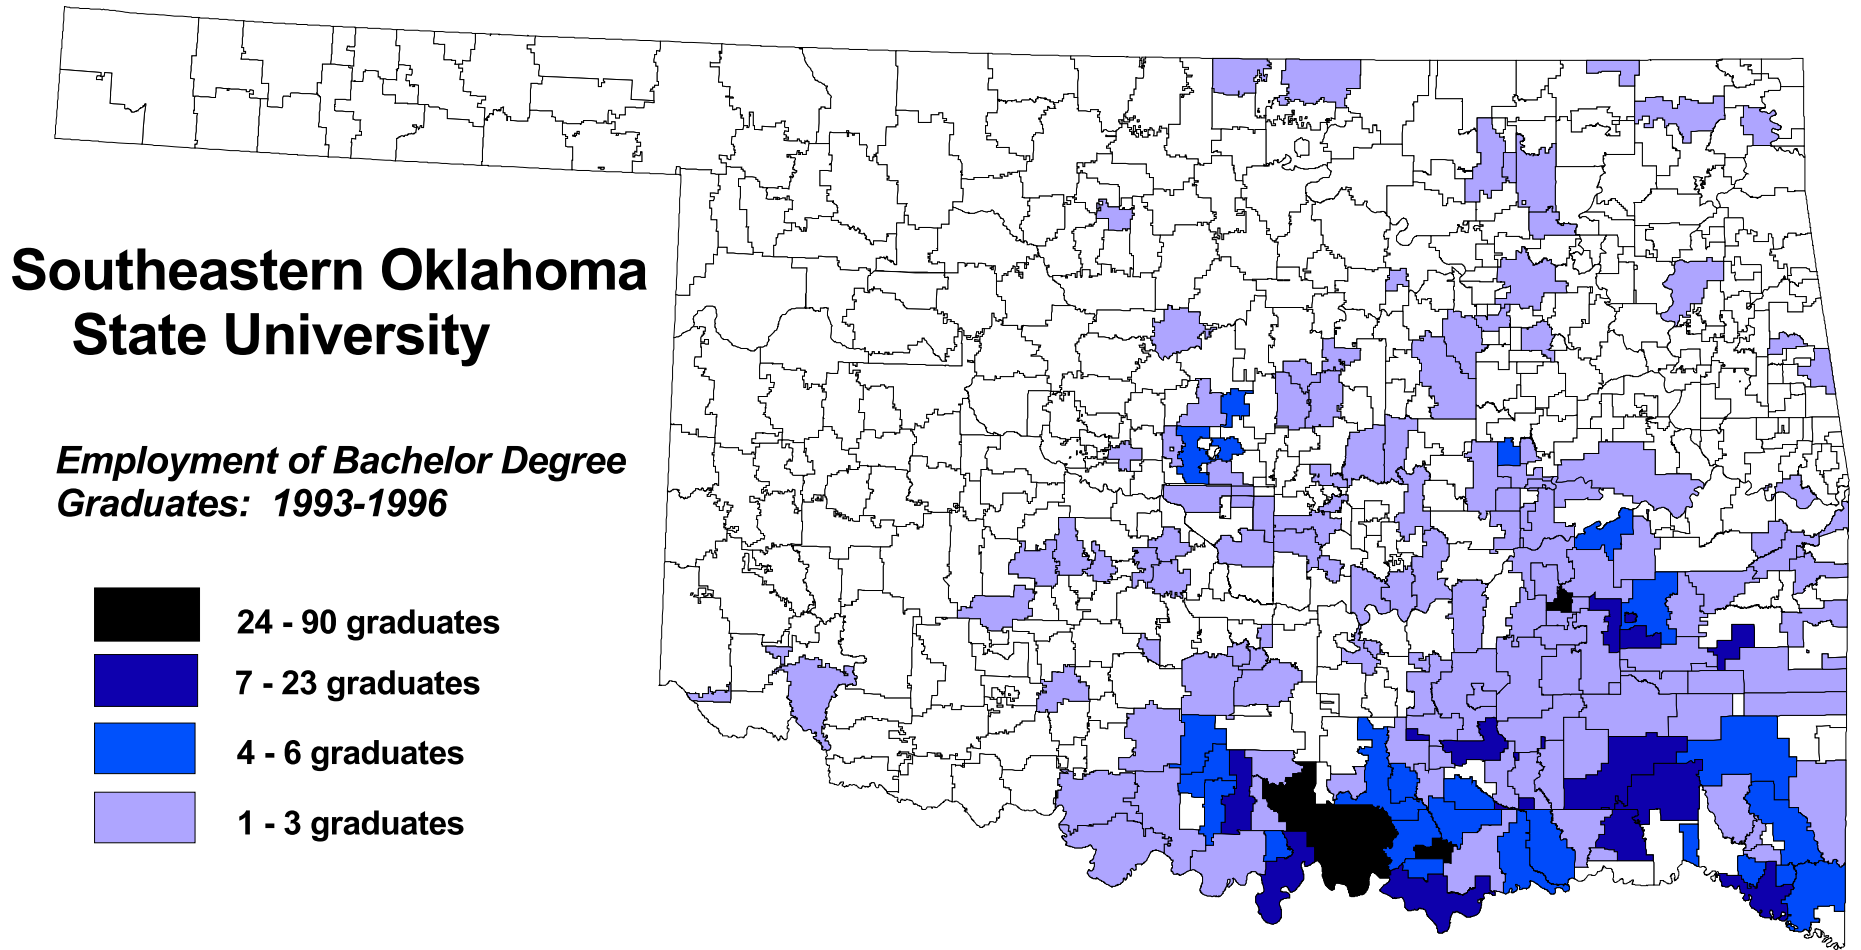 Southeastern Oklahoma
State University
Employment of Bachelor Degree
Graduates: 1993-1996
24 - 90 graduates
7 - 23 graduates
4 - 6 graduates
1 - 3 graduates